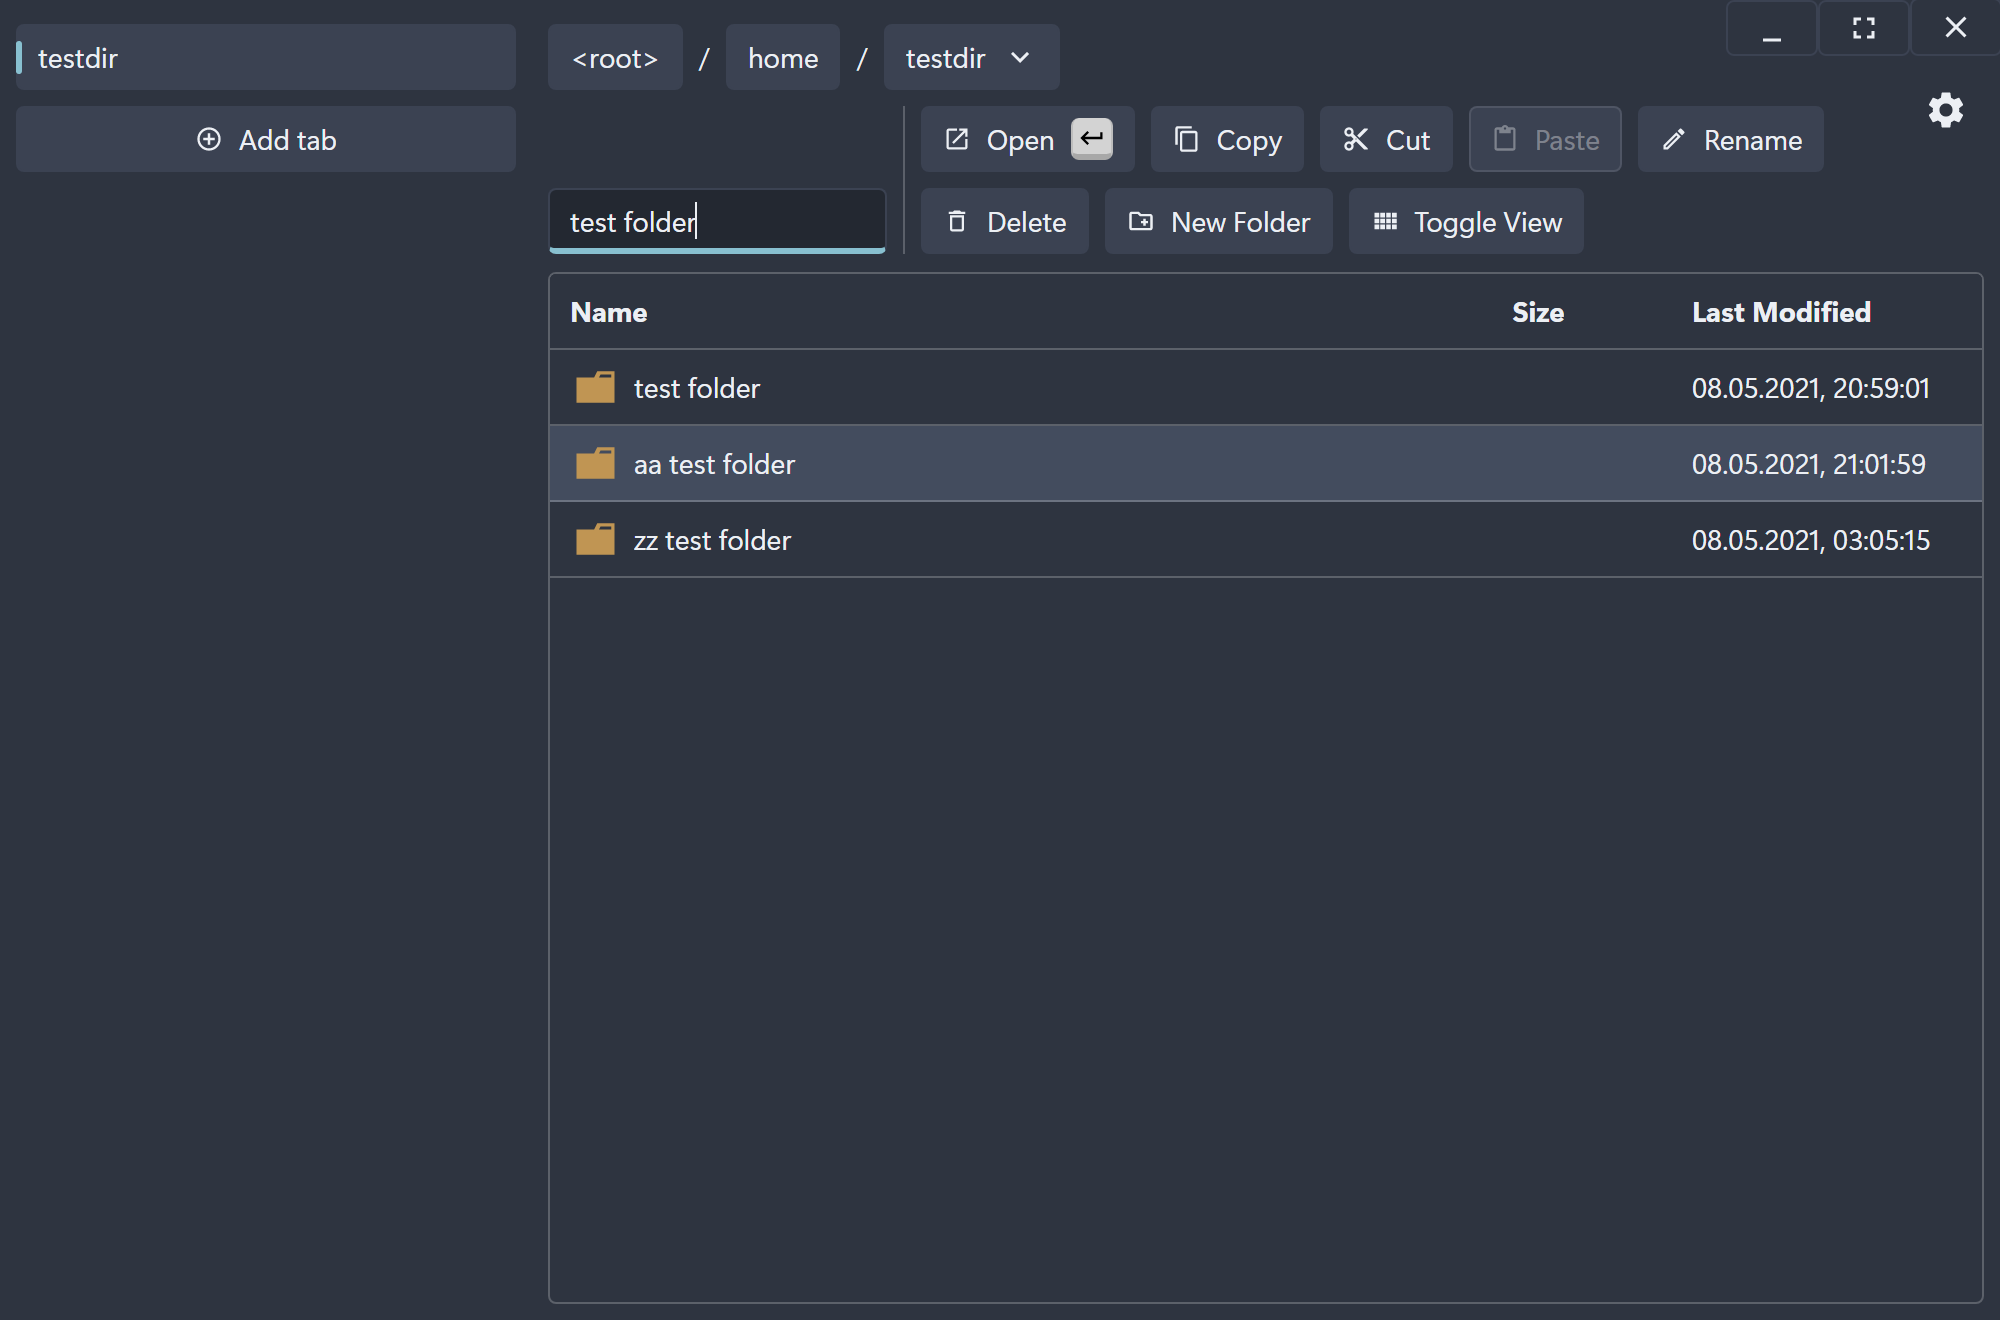 testdir
<root> / home / testdir
Add tab
Open Copy Cut Paste Rename
test folder
Delete New Folder Toggle View
Name Size Last Modified
test folder 08.05.2021, 20:59:01
aa test folder 08.05.2021, 21:01:59
zz test folder 08.05.2021, 03:05:15